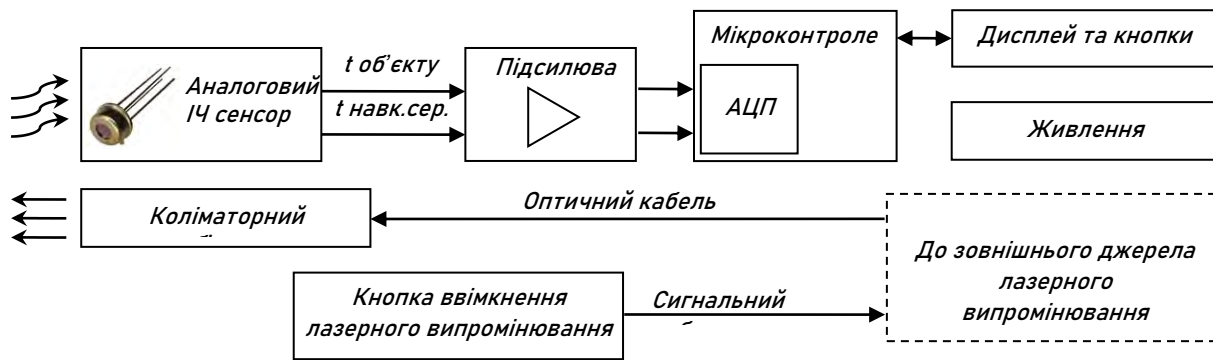 Аналоговий
ІЧ сенсор
t об'єкту
t навк.сер.
Підсилюва
Мікроконтроле
АЦП
Дисплей та кнопки
Живлення
Коліматорний
Оптичний кабель
До зовнішнього джерела
лазерного
випромінювання
Кнопка ввімкнення
лазерного випромінювання
Сигнальний